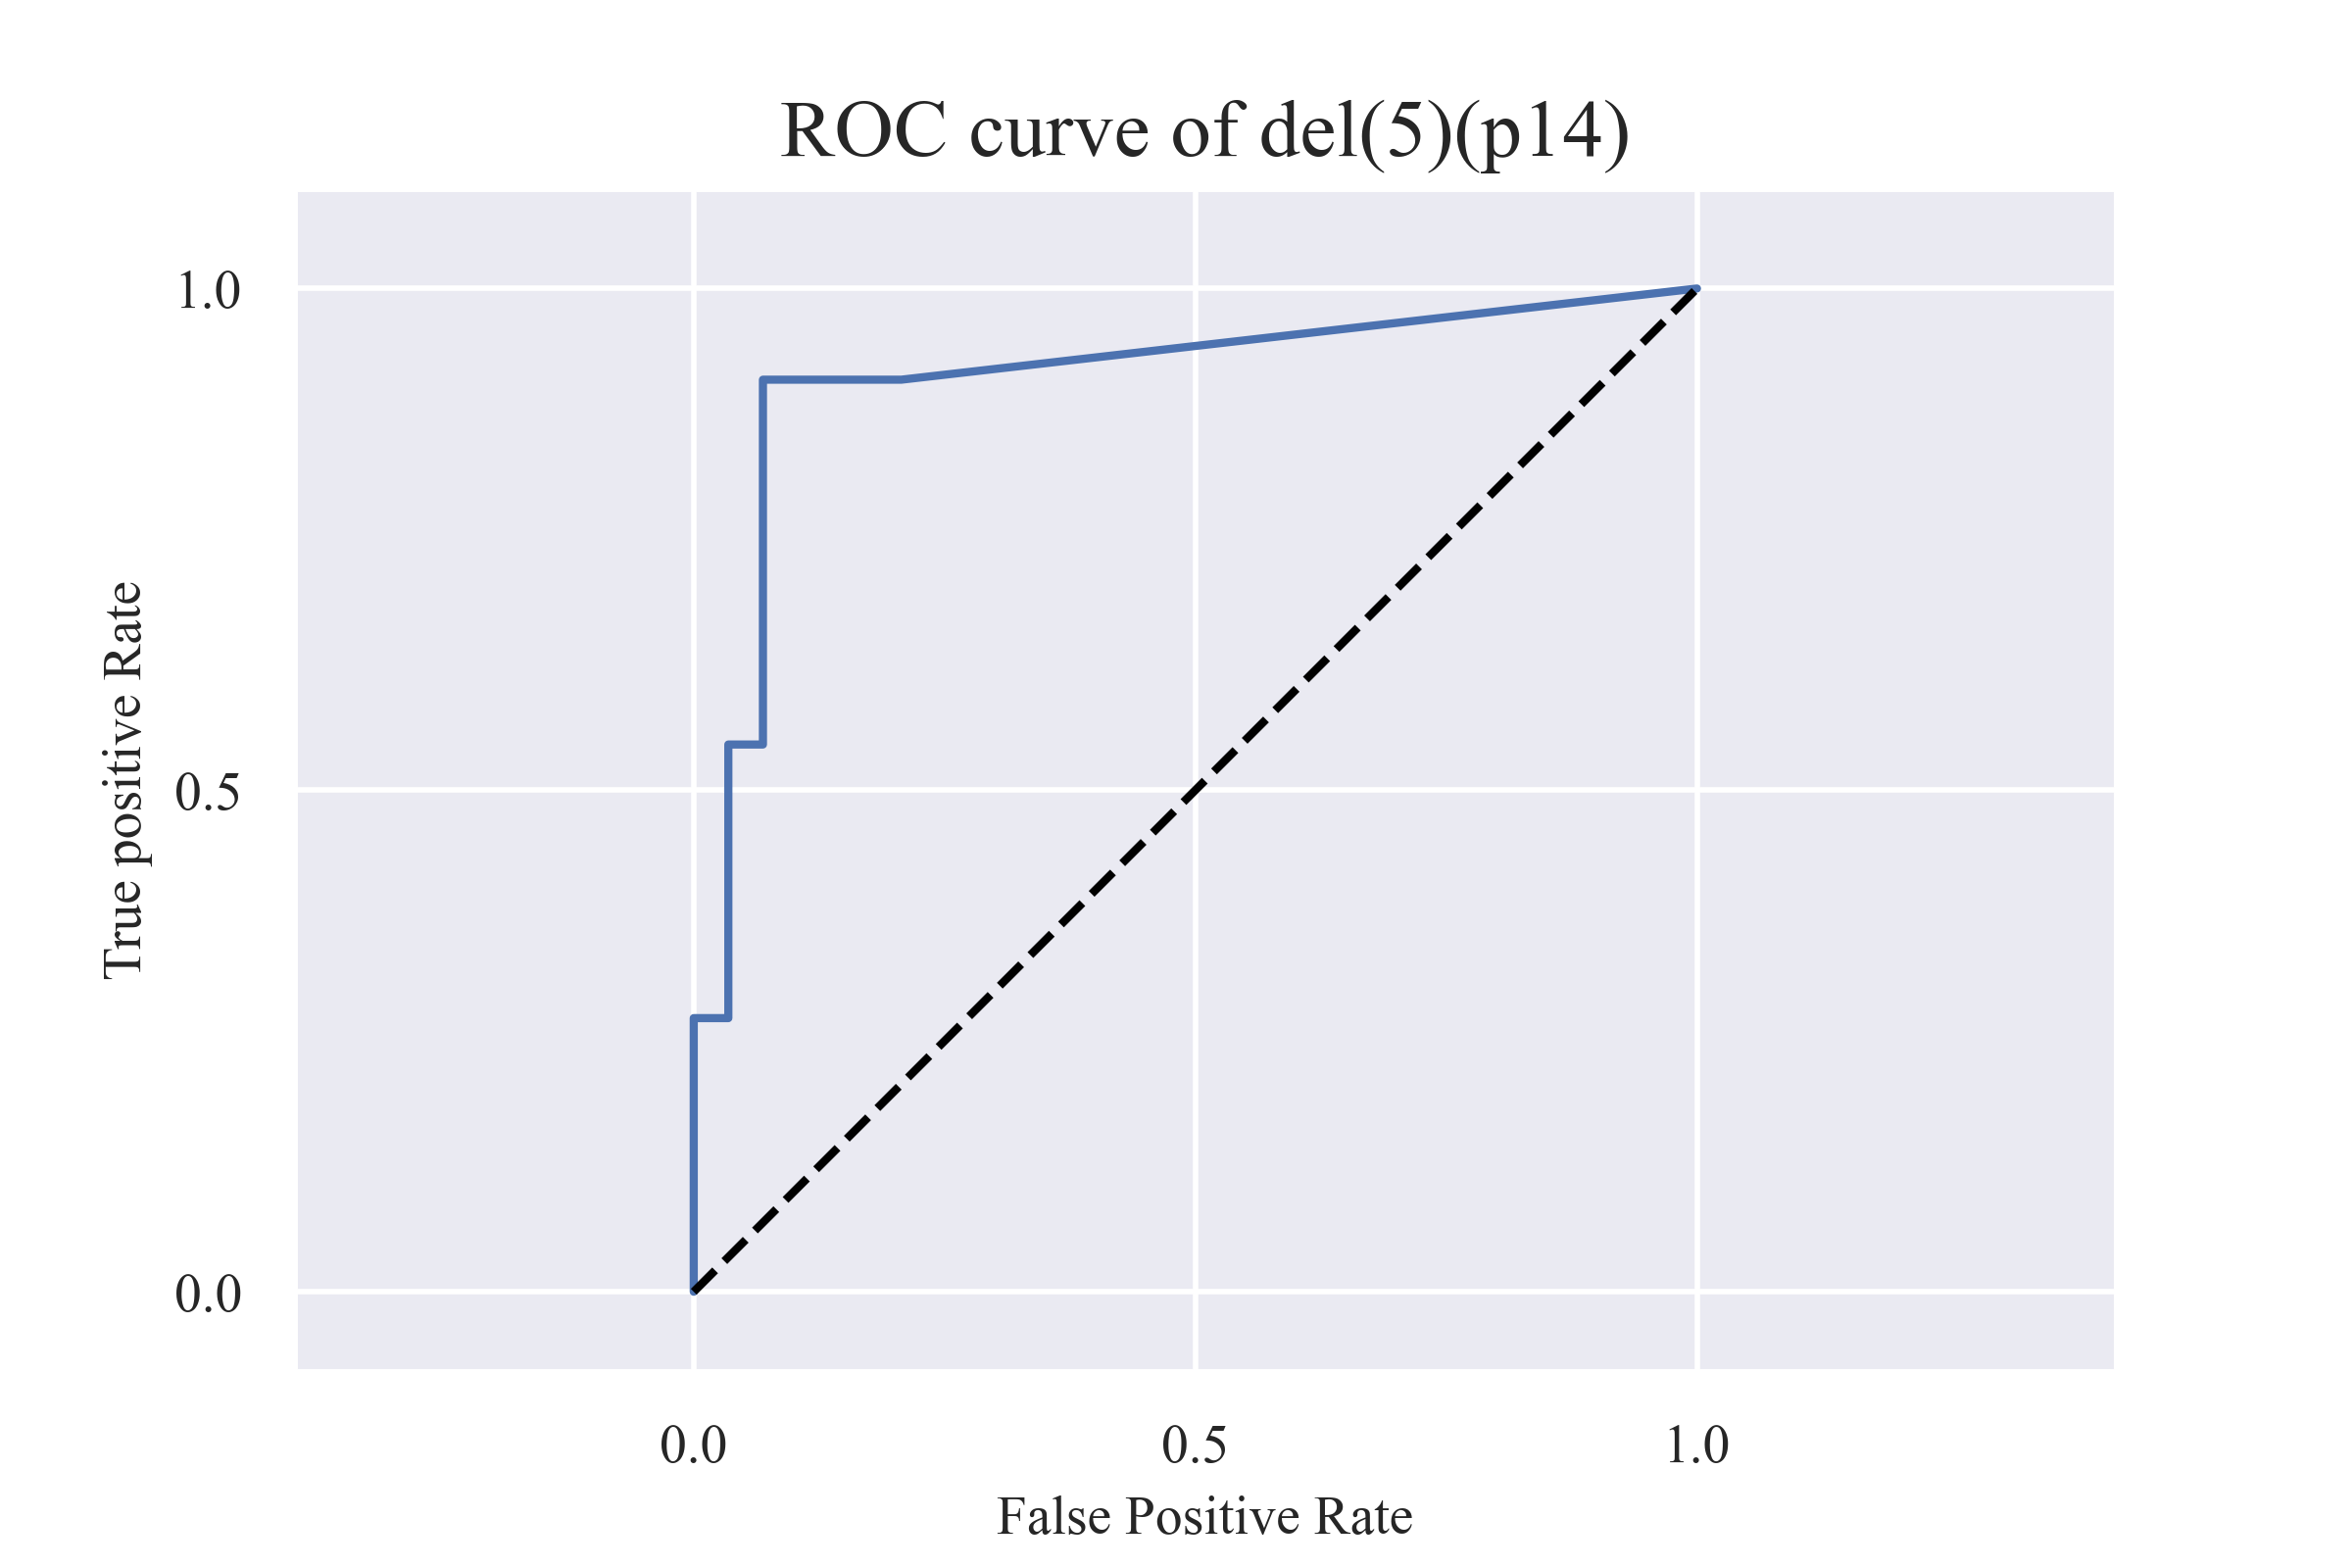 ROC curve of del(5)(p14)
1.0
0.5
0.0
True positive Rate
0.0 0.5 1.0
False Positive Rate